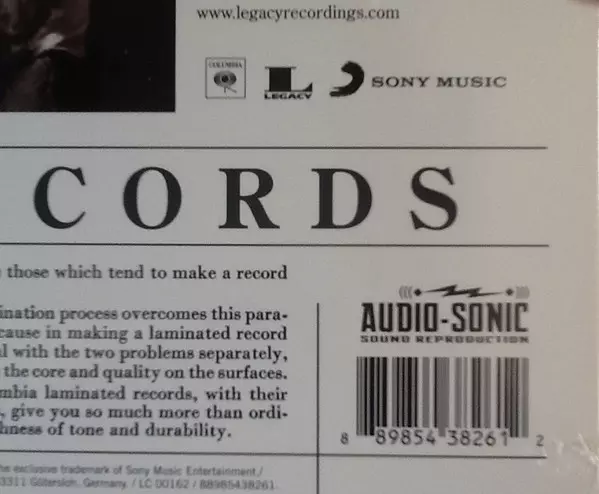 www.legacyrecordings.com
COLUMBIA
L
LEGACY
SONY MUSIC
CORDS
those which tend to make a record
ination process overcomes this para-
cause in making a laminated record
l with the two problems separately,
the core and quality on the surfaces.
mbia laminated records, with their
, give you so much more than ordi-
hness of tone and durability.
AUDIO-SONIC
SOUND REPRODUCTION
8 89854 38261 2
he exclusive trademark of Sony Music Entertainment./
3311 Gütersloh, Germany. / LC 00162 / 88985438261